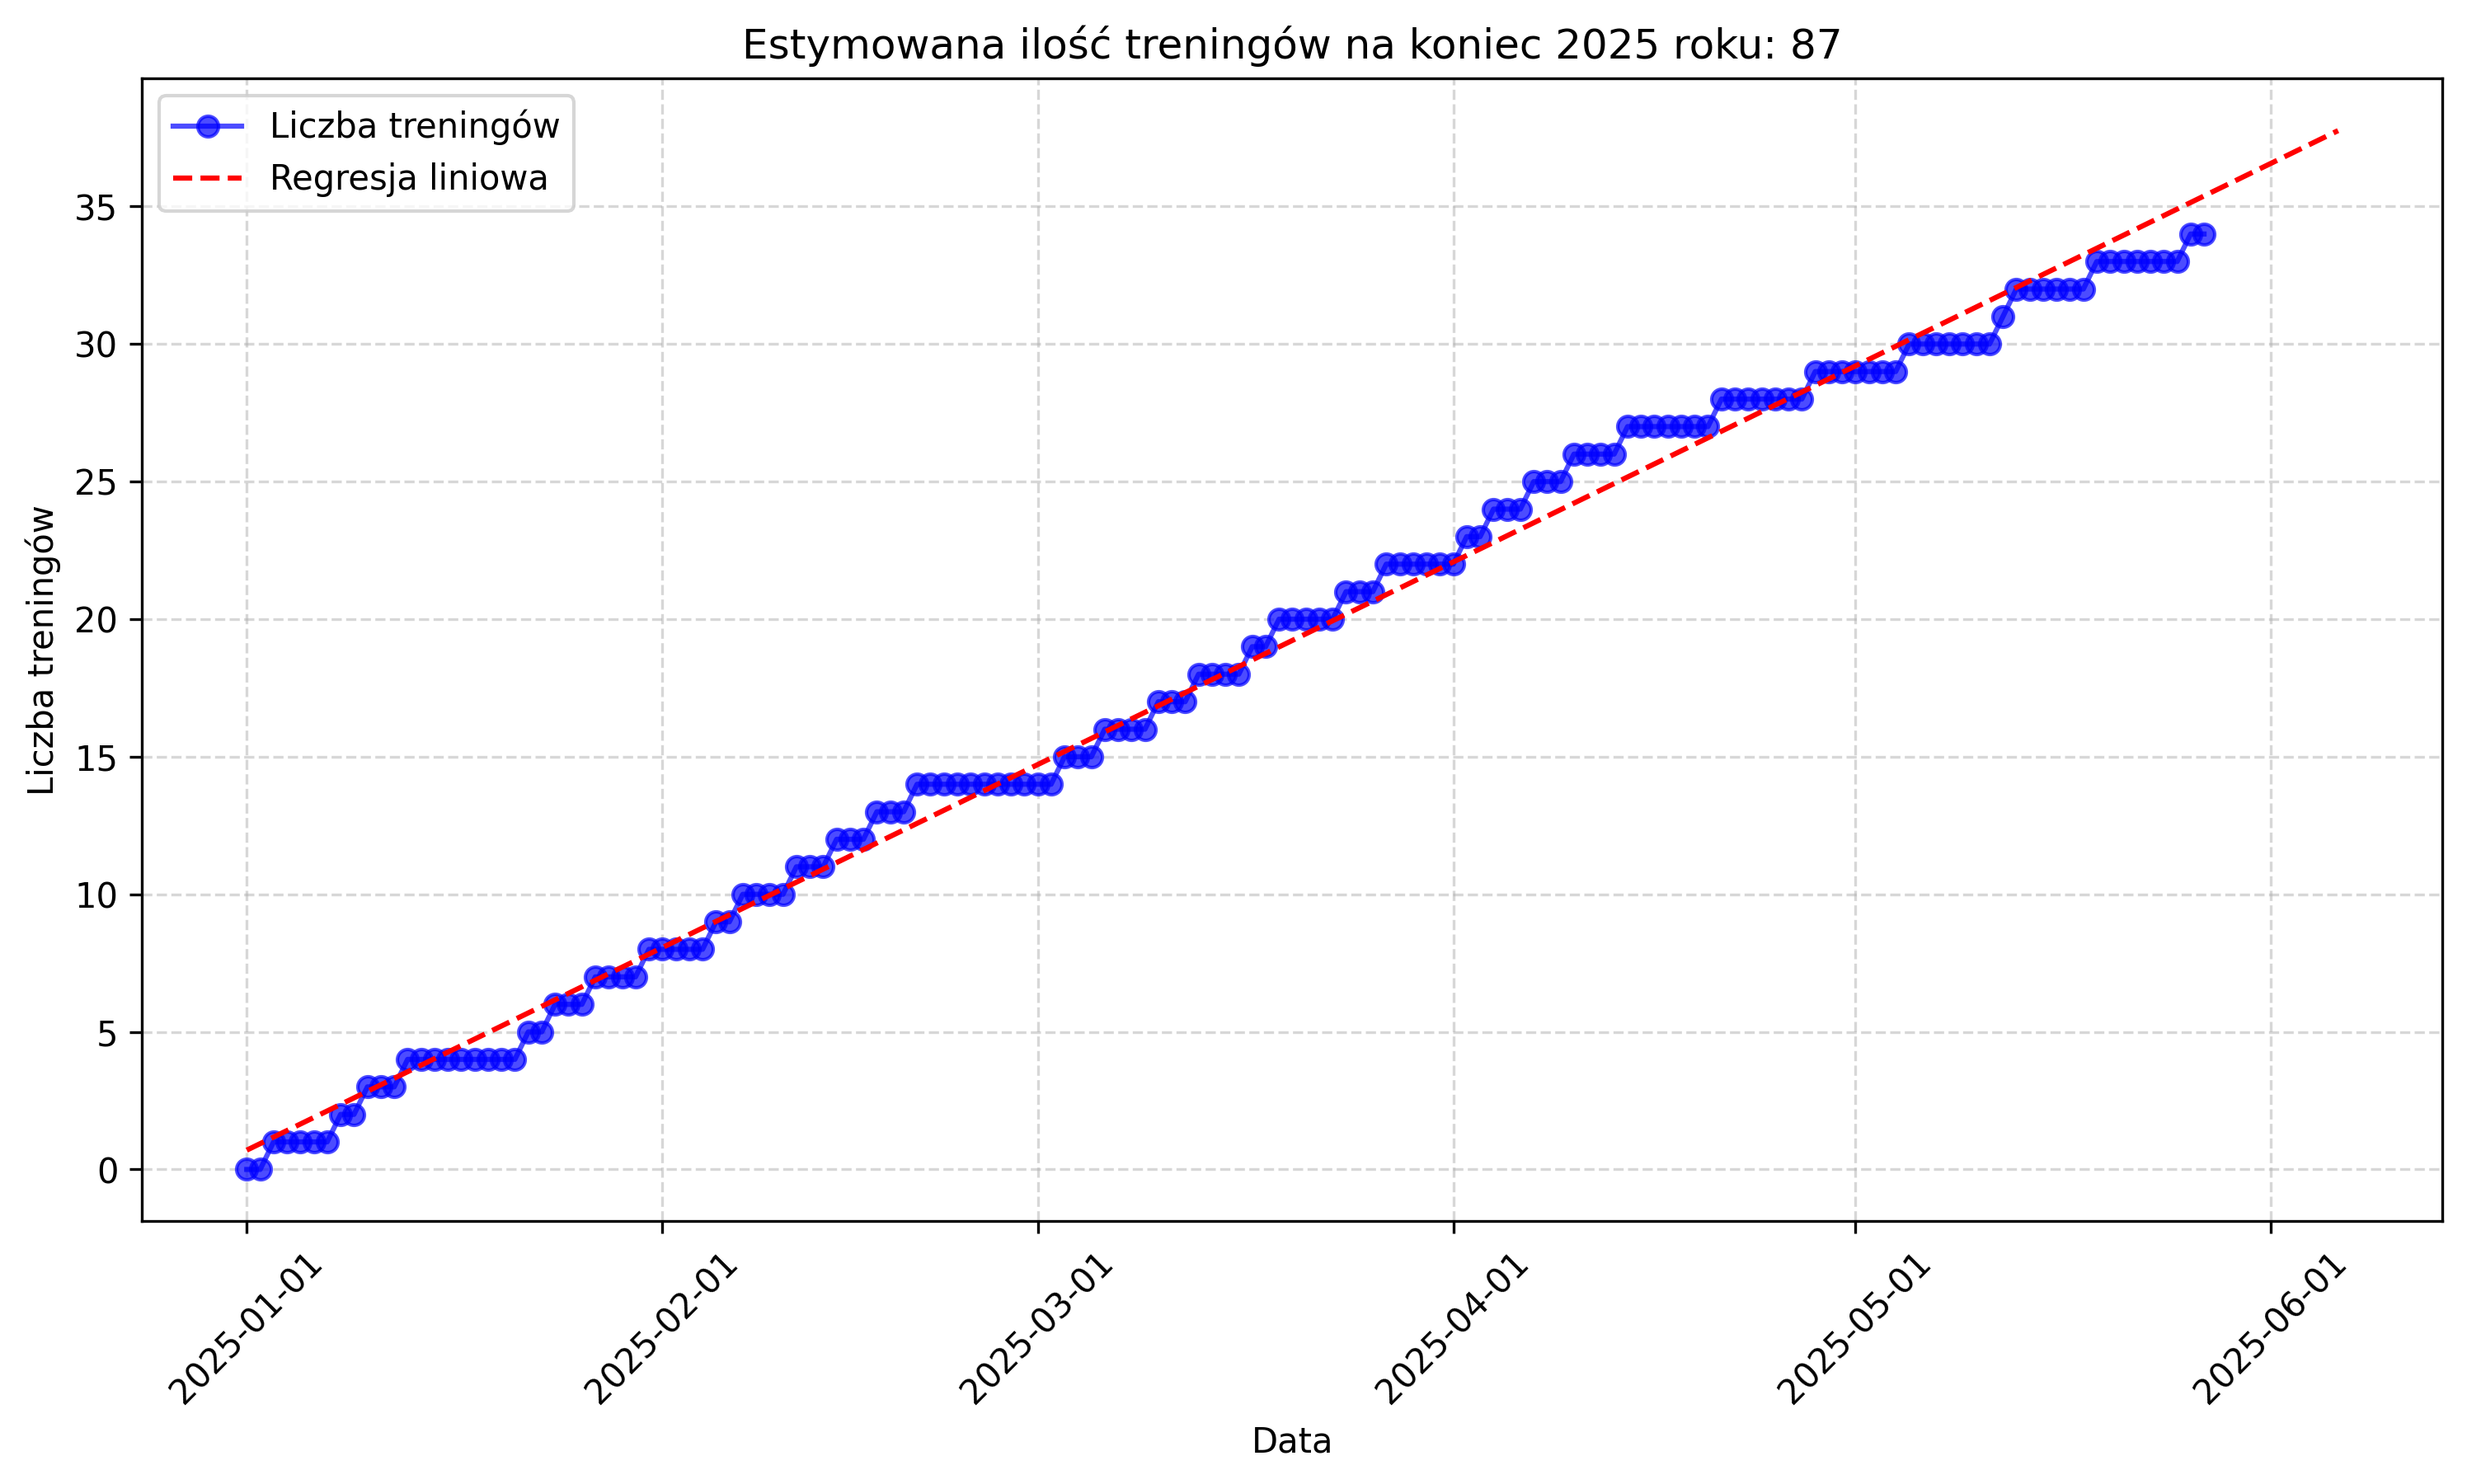 Estymowana ilość treningów na koniec 2025 roku: 87
Liczba treningów
Regresja liniowa
Liczba treningów
35
30
25
20
15
10
5
0
2025-01-01
2025-02-01
2025-03-01
2025-04-01
2025-05-01
2025-06-01
Data